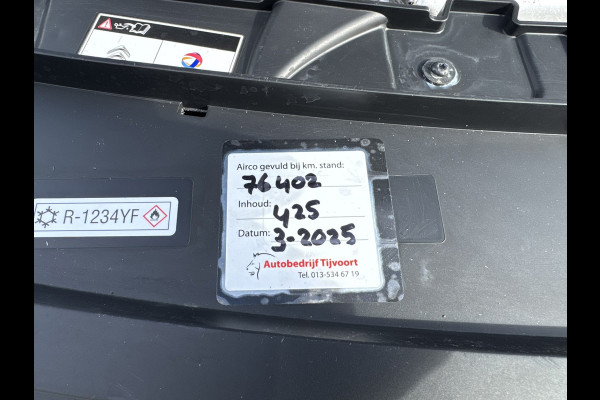 Airco gevuld bij km. stand:
76402
Inhoud:
425
Datum: 3-2025
Autobedrijf Tijvoort
Tel. 013-534 67 19
R-1234YF